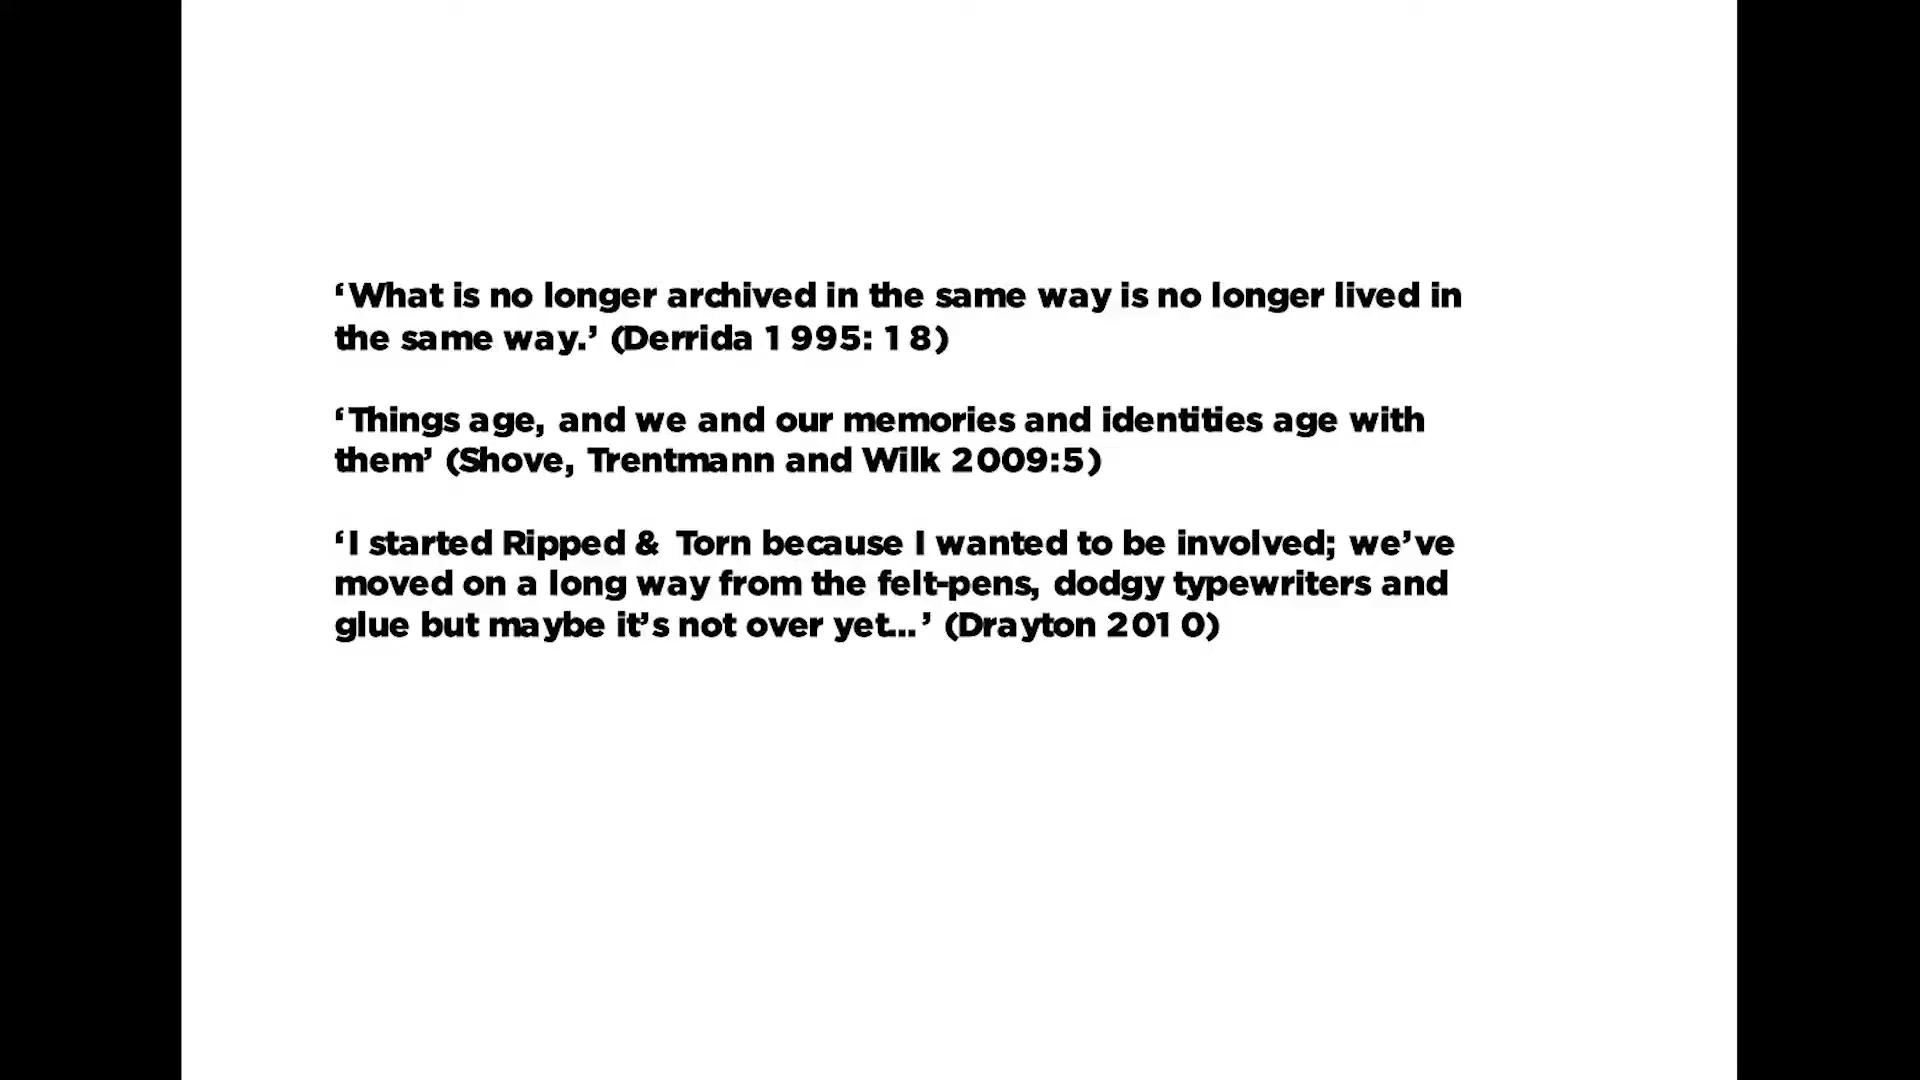 ‘What is no longer archived in the same way is no longer lived in
the same way.’ (Derrida 1995: 18)
‘Things age, and we and our memories and identities age with
them’ (Shove, Trentmann and Wilk 2009:5)
‘I started Ripped & Torn because I wanted to be involved; we’ve
moved on a long way from the felt-pens, dodgy typewriters and
glue but maybe it’s not over yet...’ (Drayton 2010)